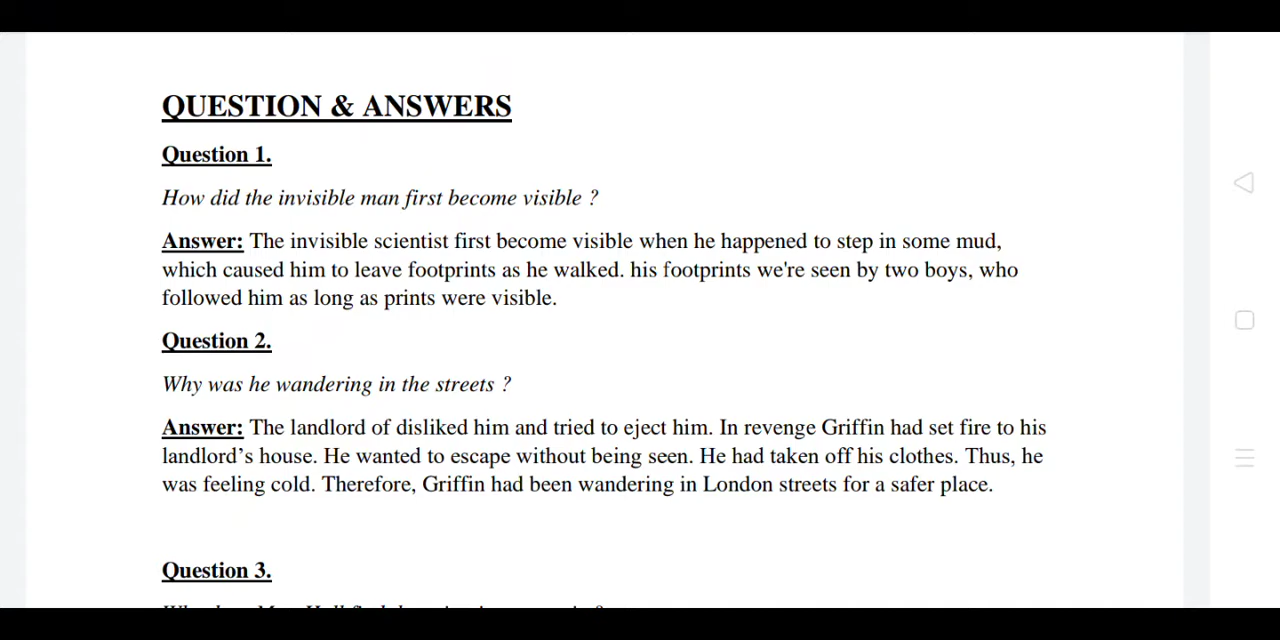 QUESTION & ANSWERS
Question 1.
How did the invisible man first become visible ?
Answer: The invisible scientist first become visible when he happened to step in some mud,
which caused him to leave footprints as he walked. his footprints we're seen by two boys, who
followed him as long as prints were visible.
Question 2.
Why was he wandering in the streets ?
Answer: The landlord of disliked him and tried to eject him. In revenge Griffin had set fire to his
landlord’s house. He wanted to escape without being seen. He had taken off his clothes. Thus, he
was feeling cold. Therefore, Griffin had been wandering in London streets for a safer place.
Question 3.